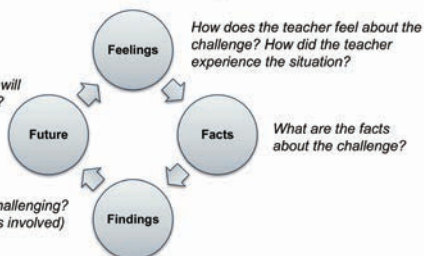 Feelings
How does the teacher feel about the
challenge? How did the teacher
experience the situation?
will
?
Future
Facts
What are the facts
about the challenge?
hallenging?
s involved)
Findings